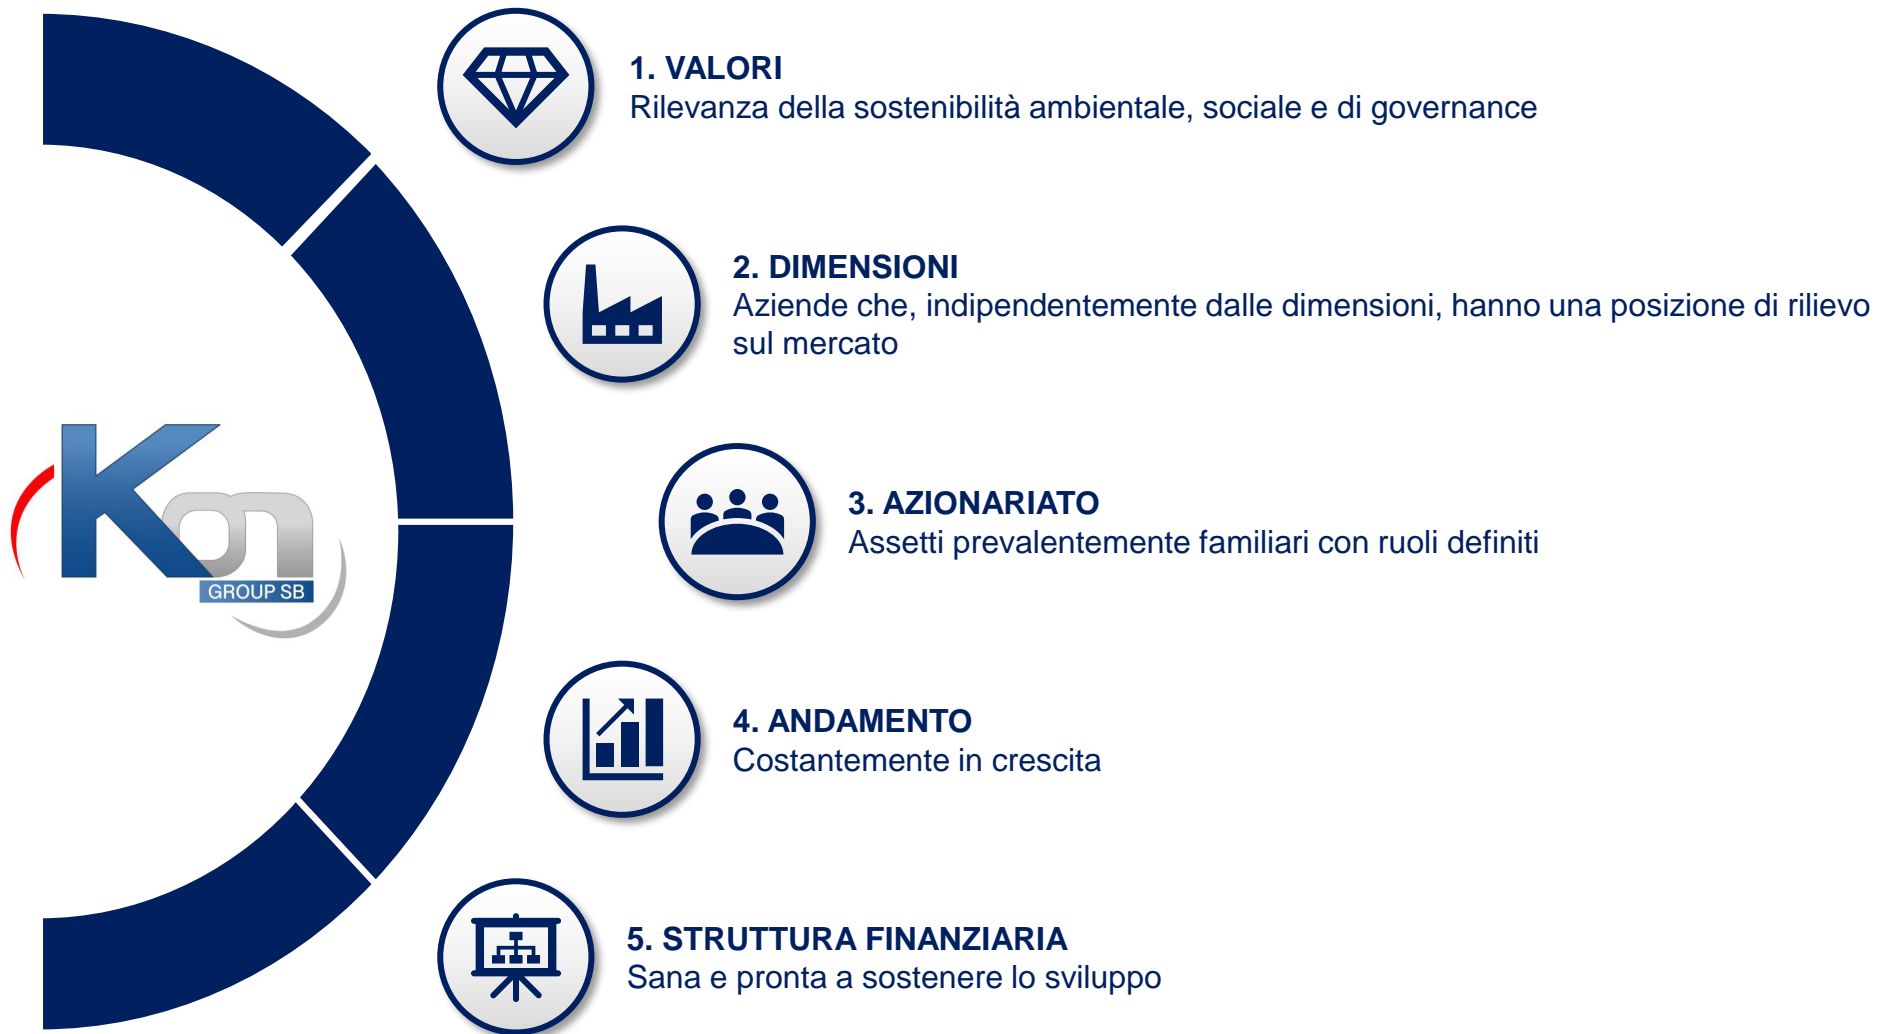 1. VALORI
Rilevanza della sostenibilità ambientale, sociale e di governance
2. DIMENSIONI
Aziende che, indipendentemente dalle dimensioni, hanno una posizione di rilievo
sul mercato
Kon
GROUP SB
3. AZIONARIATO
Assetti prevalentemente familiari con ruoli definiti
4. ANDAMENTO
Costantemente in crescita
5. STRUTTURA FINANZIARIA
Sana e pronta a sostenere lo sviluppo